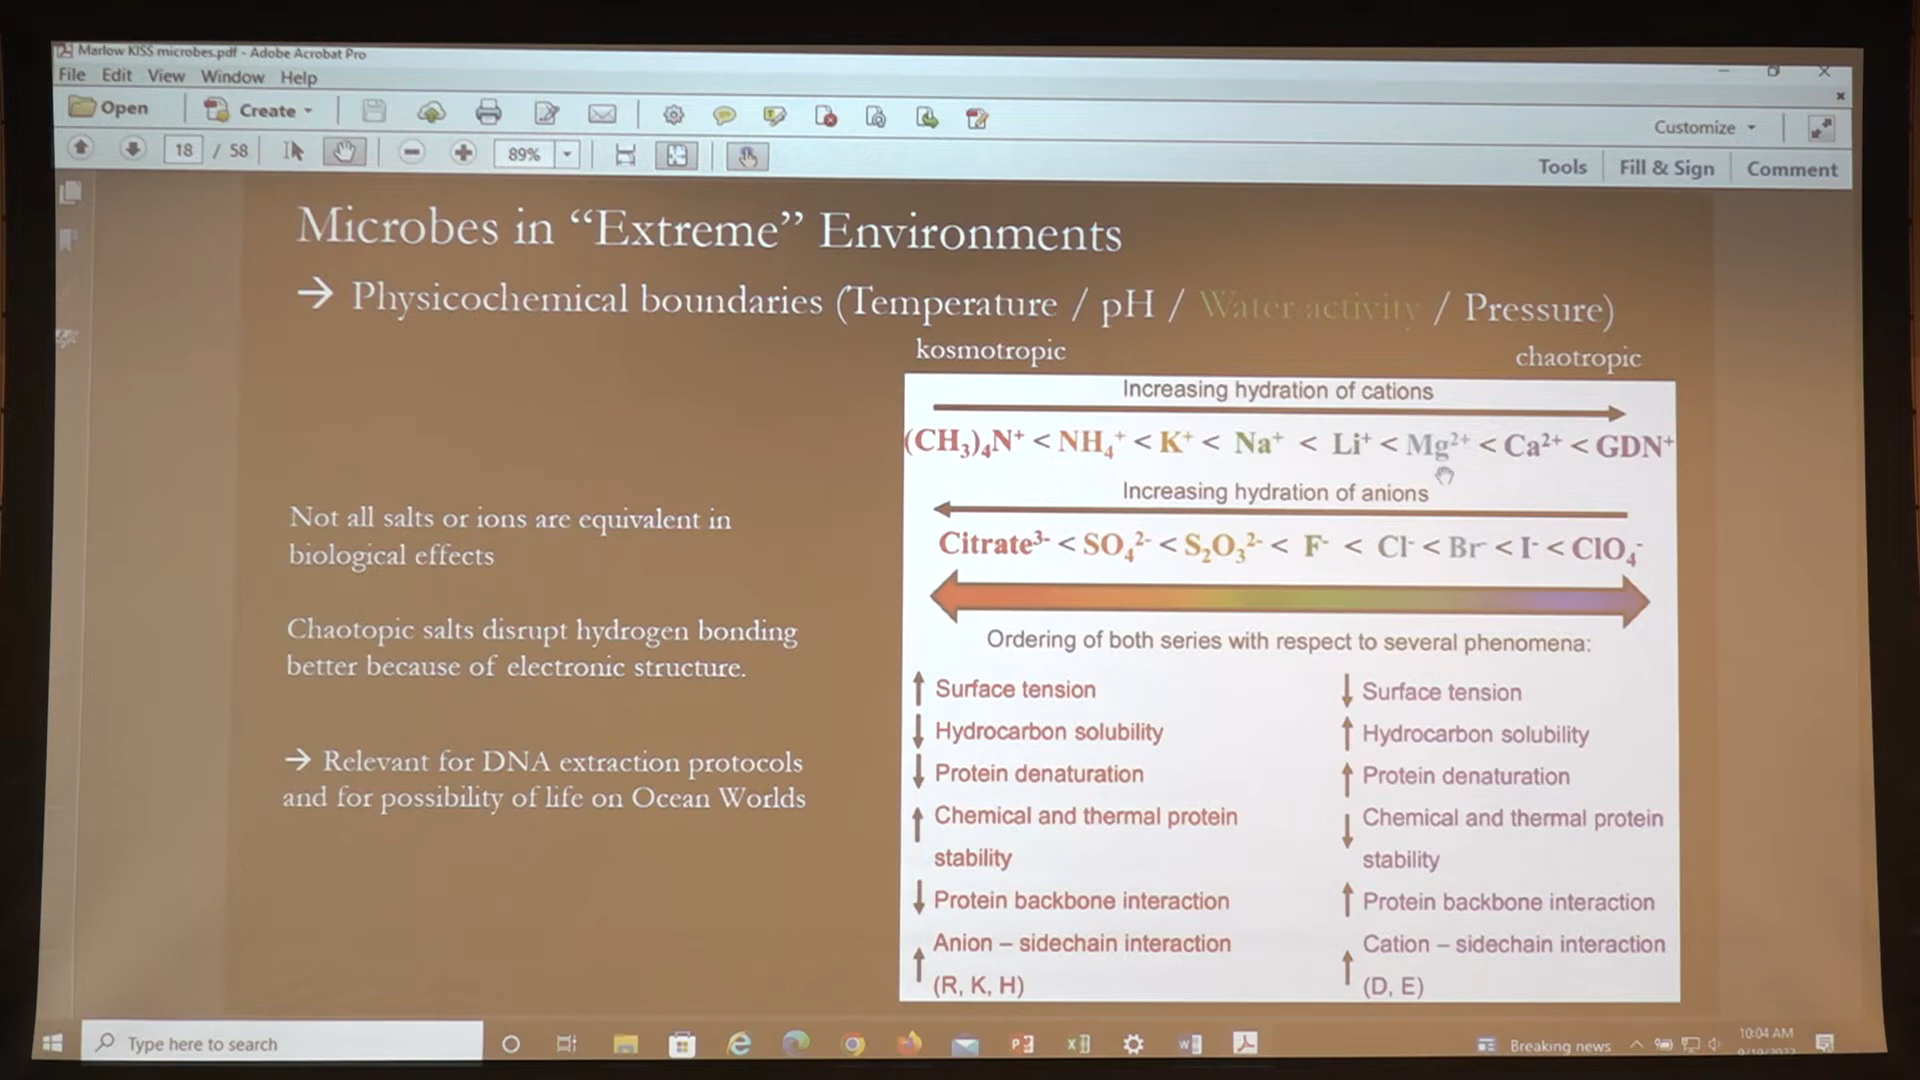 Marlow KISS microbes.pdf - Adobe Acrobat Pro
File Edit View Window Help
Open Create
Customize
18 / 58 89%
Tools Fill & Sign Comment
Microbes in “Extreme” Environments
→ Physicochemical boundaries (Temperature / pH / Water activity / Pressure)
kosmotropic chaotropic
Increasing hydration of cations
(CH₃)₄N⁺ < NH₄⁺ < K⁺ < Na⁺ < Li⁺ < Mg²⁺ < Ca²⁺ < GDN⁺
Increasing hydration of anions
Citrate³⁻ < SO₄²⁻ < S₂O₃²⁻ < F⁻ < Cl⁻ < Br⁻ < I⁻ < ClO₄⁻
Ordering of both series with respect to several phenomena:
↑ Surface tension
↓ Hydrocarbon solubility
↓ Protein denaturation
↑ Chemical and thermal protein
stability
↓ Protein backbone interaction
↑ Anion – sidechain interaction
(R, K, H)
↓ Surface tension
↑ Hydrocarbon solubility
↑ Protein denaturation
↓ Chemical and thermal protein
stability
↑ Protein backbone interaction
↑ Cation – sidechain interaction
(D, E)
Not all salts or ions are equivalent in
biological effects
Chaotopic salts disrupt hydrogen bonding
better because of electronic structure.
→ Relevant for DNA extraction protocols
and for possibility of life on Ocean Worlds
Type here to search
Breaking news
10:04 AM